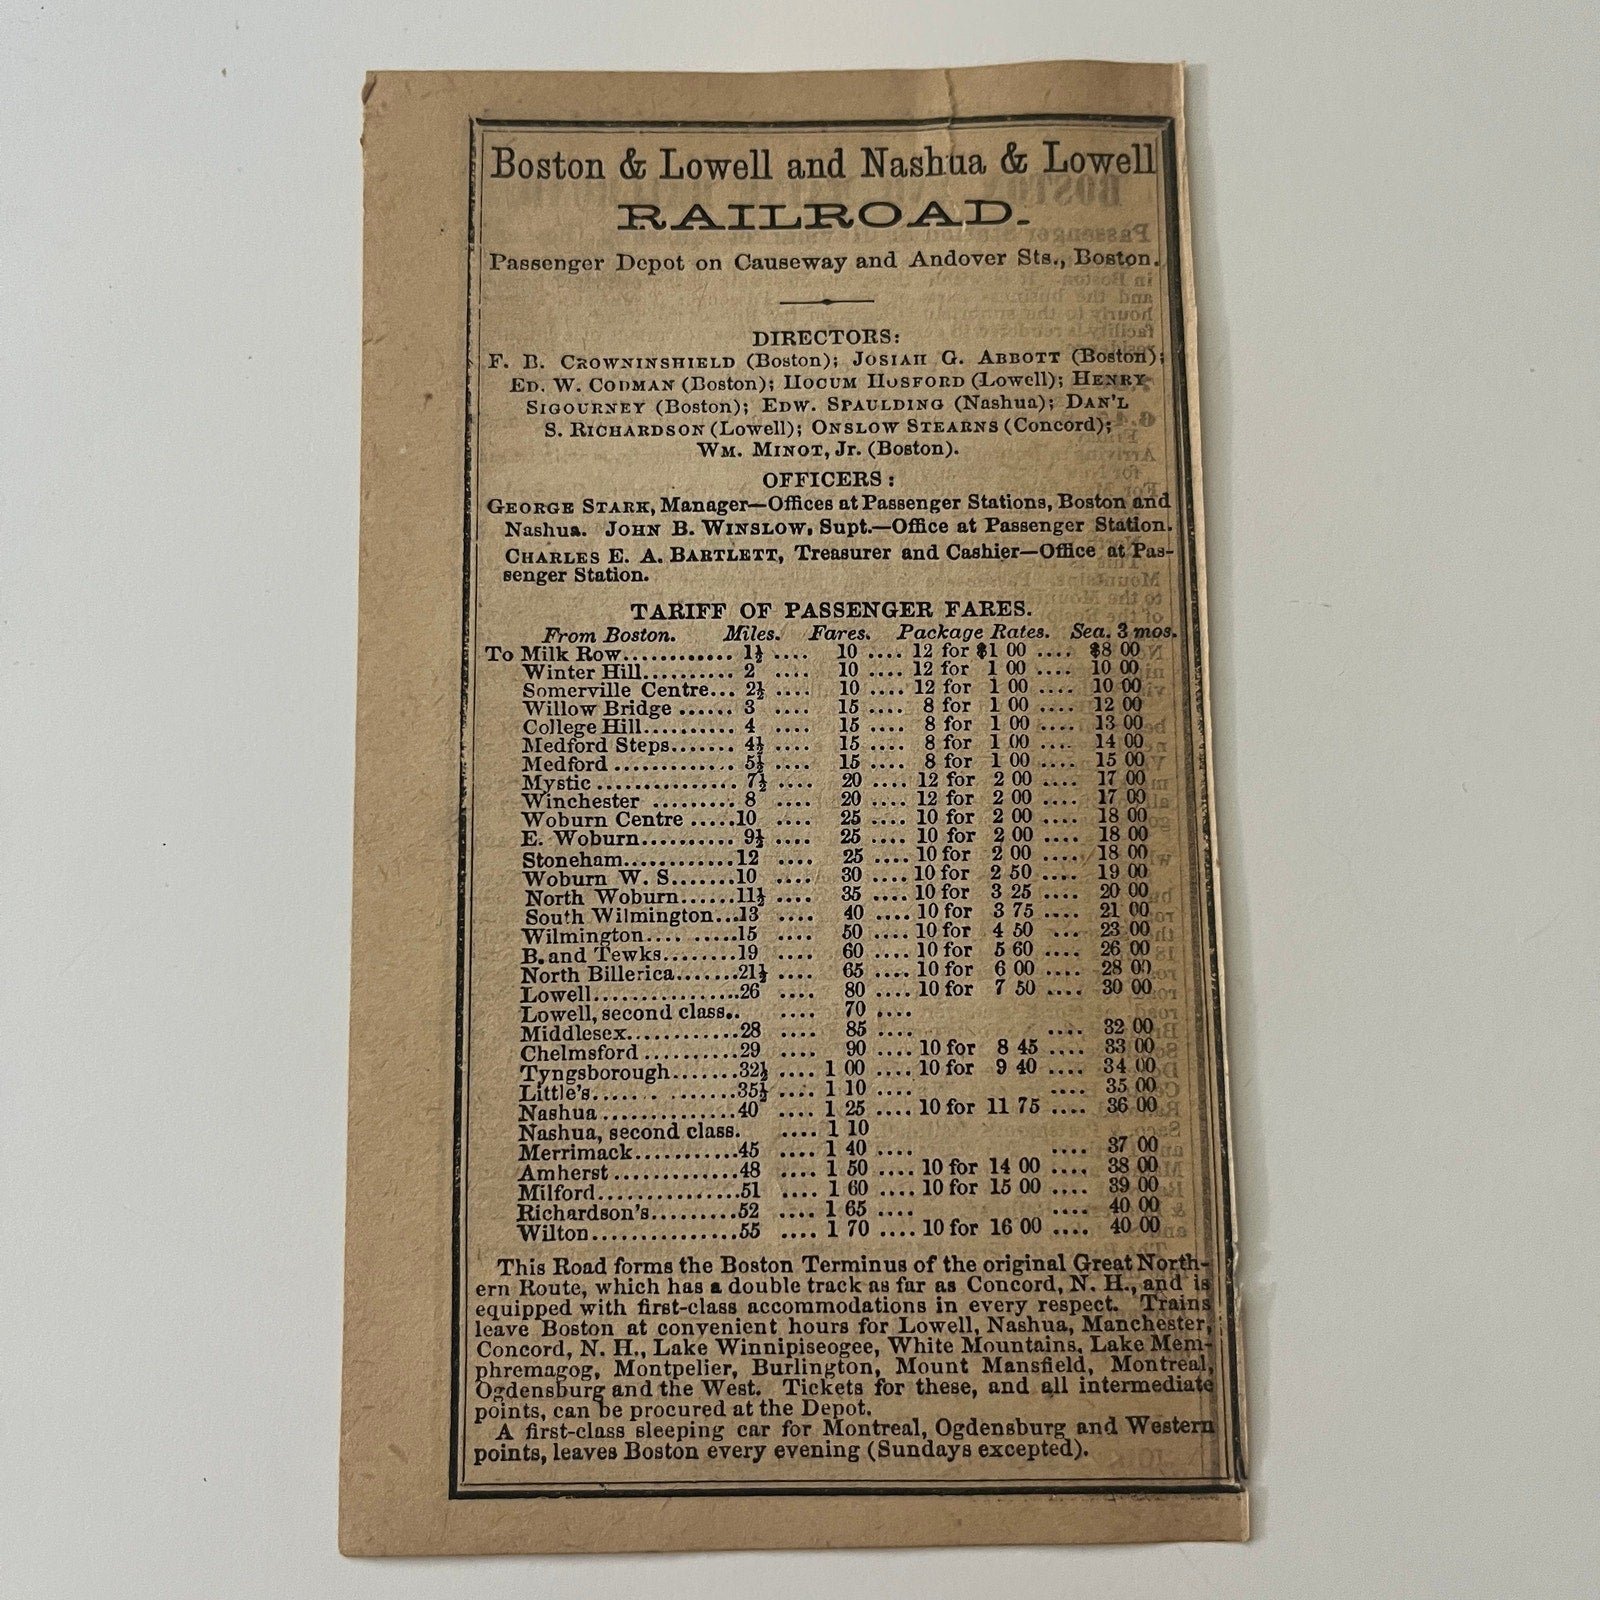 Boston & Lowell and Nashua & Lowell
RAILROAD.
Passenger Depot on Causeway and Andover Sts., Boston.
DIRECTORS:
F. B. CROWNINSHIELD (Boston); JOSIAH G. ABBOTT (Boston);
ED. W. CODMAN (Boston); HOCUM HOSFORD (Lowell); HENRY
SIGOURNEY (Boston); EDW. SPAULDING (Nashua); DAN'L
S. RICHARDSON (Lowell); ONSLOW STEARNS (Concord);
WM. MINOT, Jr. (Boston).
OFFICERS:
GEORGE STARK, Manager—Offices at Passenger Stations, Boston and
Nashua. JOHN B. WINSLOW, Supt.—Office at Passenger Station.
CHARLES E. A. BARTLETT, Treasurer and Cashier—Office at Pas-
senger Station.
TARIFF OF PASSENGER FARES.
From Boston. Miles. Fares. Package Rates. Sea. 3 mos.
To Milk Row............ 1½ .... 10 .... 12 for $1 00 .... $8 00
Winter Hill.......... 2 .... 10 .... 12 for 1 00 .... 10 00
Somerville Centre... 2½ .... 10 .... 12 for 1 00 .... 10 00
Willow Bridge ...... 3 .... 15 .... 8 for 1 00 .... 12 00
College Hill.......... 4 .... 15 .... 8 for 1 00 .... 13 00
Medford Steps....... 4½ .... 15 .... 8 for 1 00 .... 14 00
Medford ............. 5½ .... 15 .... 8 for 1 00 .... 15 00
Mystic ............... 7½ .... 20 .... 12 for 2 00 .... 17 00
Winchester ......... 8 .... 20 .... 12 for 2 00 .... 17 00
Woburn Centre .....10 .... 25 .... 10 for 2 00 .... 18 00
E. Woburn.......... 9½ .... 25 .... 10 for 2 00 .... 18 00
Stoneham............12 .... 25 .... 10 for 2 00 .... 18 00
Woburn W. S.......10 .... 30 .... 10 for 2 50 .... 19 00
North Woburn......11½ .... 35 .... 10 for 3 25 .... 20 00
South Wilmington...13 .... 40 .... 10 for 3 75 .... 21 00
Wilmington.... .....15 .... 50 .... 10 for 4 50 ... 23 00
B. and Tewks........19 .... 60 .... 10 for 5 60 .... 26 00
North Billerica.......21½ .... 65 .... 10 for 6 00 .... 28 00
Lowell.................26 .... 80 .... 10 for 7 50 .... 30 00
Lowell, second class.. .... 70 ....
Middlesex............28 .... 85 .... .... 32 00
Chelmsford ..........29 .... 90 .... 10 for 8 45 .... 33 00
Tyngsborough.......32½ .... 1 00 .... 10 for 9 40 .... 34 00
Little's...... . .......35½ .... 1 10 .... .... 35 00
Nashua ..............40 .... 1 25 .... 10 for 11 75 .... 36 00
Nashua, second class. .... 1 10
Merrimack...........45 .... 1 40 .... .... 37 00
Amherst .............48 .... 1 50 .... 10 for 14 00 .... 38 00
Milford...............51 .... 1 60 .... 10 for 15 00 .... 39 00
Richardson's.........52 .... 1 65 .... .... 40 00
Wilton...............55 .... 1 70 .... 10 for 16 00 .... 40 00
This Road forms the Boston Terminus of the original Great North-
ern Route, which has a double track as far as Concord, N. H., and is
equipped with first-class accommodations in every respect. Trains
leave Boston at convenient hours for Lowell, Nashua, Manchester,
Concord, N. H., Lake Winnipiseogee, White Mountains, Lake Mem-
phremagog, Montpelier, Burlington, Mount Mansfield, Montreal,
Ogdensburg and the West. Tickets for these, and all intermediate
points, can be procured at the Depot.
A first-class sleeping car for Montreal, Ogdensburg and Western
points, leaves Boston every evening (Sundays excepted).